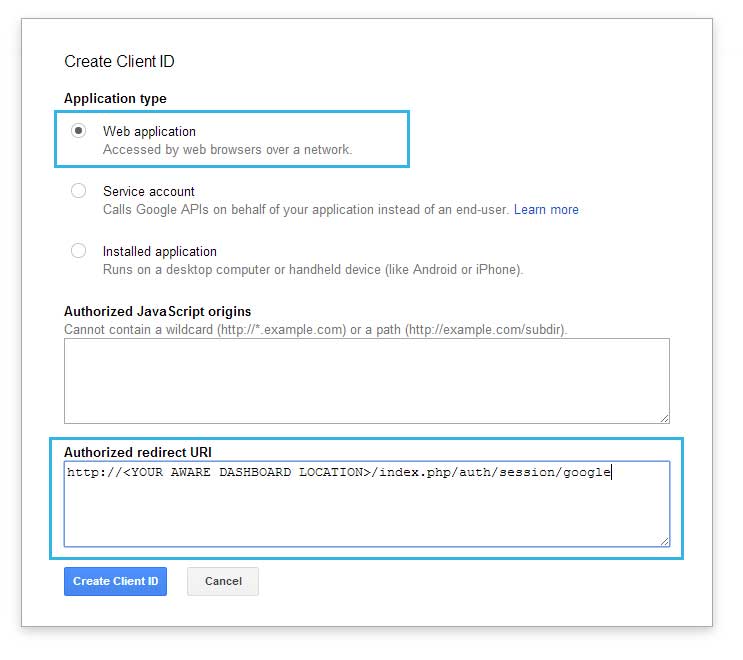 Create Client ID
Application type
Web application
Accessed by web browsers over a network.
Service account
Calls Google APIs on behalf of your application instead of an end-user. Learn more
Installed application
Runs on a desktop computer or handheld device (like Android or iPhone).
Authorized JavaScript origins
Cannot contain a wildcard (http://*.example.com) or a path (http://example.com/subdir).
Authorized redirect URI
http://<YOUR AWARE DASHBOARD LOCATION>/index.php/auth/session/google
Create Client ID Cancel